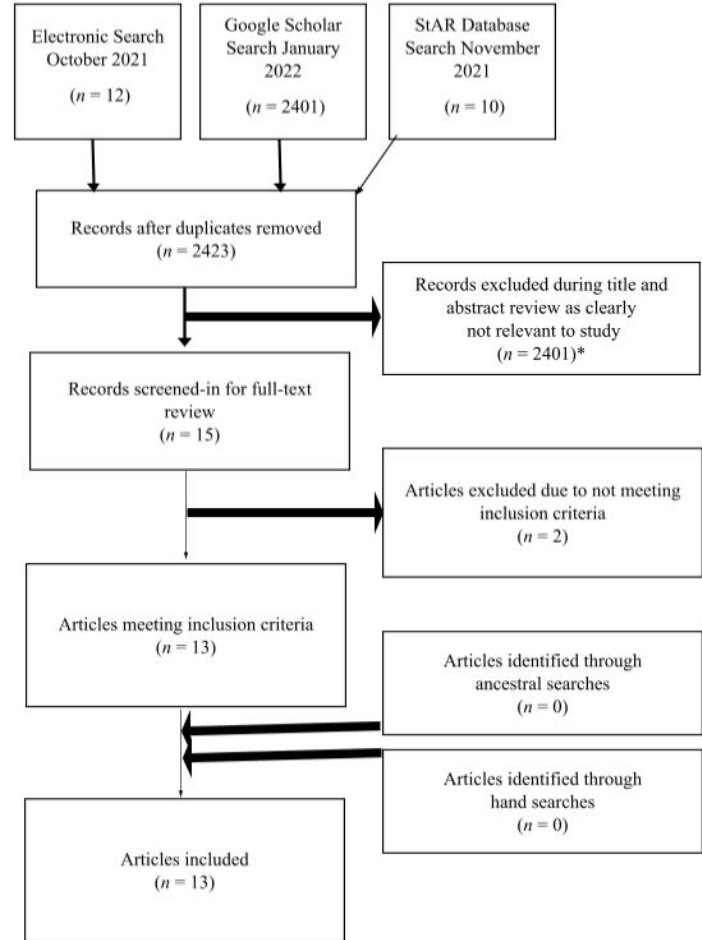 Electronic Search
October 2021
(n = 12)
Google Scholar
Search January
2022
(n = 2401)
StAR Database
Search November
2021
(n = 10)
Records after duplicates removed
(n = 2423)
Records excluded during title and
abstract review as clearly
not relevant to study
(n = 2401)*
Records screened-in for full-text
review
(n = 15)
Articles excluded due to not meeting
inclusion criteria
(n = 2)
Articles meeting inclusion criteria
(n = 13)
Articles identified through
ancestral searches
(n = 0)
Articles identified through
hand searches
(n = 0)
Articles included
(n = 13)